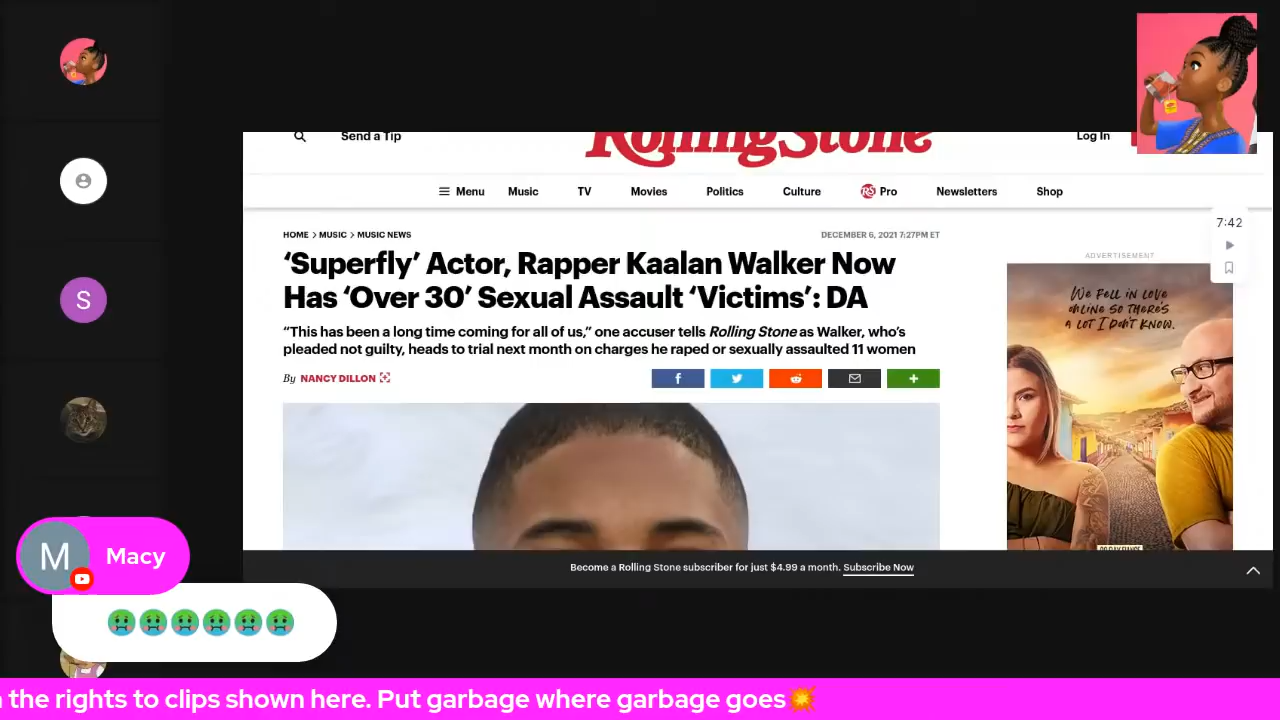 Send a Tip
RollingStone
Log In
Menu
Music
TV
Movies
Politics
Culture
RS Pro
Newsletters
Shop
7:42
HOME > MUSIC > MUSIC NEWS
DECEMBER 6, 2021 7:27PM ET
‘Superfly’ Actor, Rapper Kaalan Walker Now
Has ‘Over 30’ Sexual Assault ‘Victims’: DA
“This has been a long time coming for all of us,” one accuser tells Rolling Stone as Walker, who’s
pleaded not guilty, heads to trial next month on charges he raped or sexually assaulted 11 women
By NANCY DILLON
ADVERTISEMENT
We FELL IN LOVE
ONLINE SO THERE'S
A LOT I DON'T KNOW.
S
Become a Rolling Stone subscriber for just $4.99 a month. Subscribe Now
M
Macy
the rights to clips shown here. Put garbage where garbage goes💥